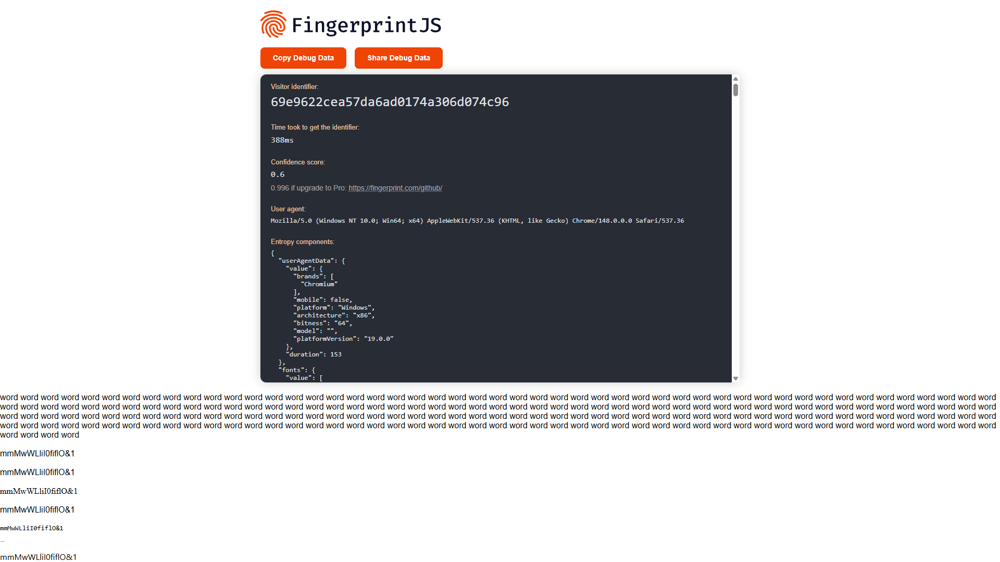 FingerprintJS
Copy Debug Data
Share Debug Data
Visitor identifier:
69e9622cea57da6ad0174a306d074c96
Time took to get the identifier:
388ms
Confidence score:
0.6
0.996 if upgrade to Pro: https://fingerprint.com/github/
User agent:
Mozilla/5.0 (Windows NT 10.0; Win64; x64) AppleWebKit/537.36 (KHTML, like Gecko) Chrome/148.0.0.0 Safari/537.36
Entropy components:
{
"userAgentData": {
"value": {
"brands": [
"Chromium"
],
"mobile": false,
"platform": "Windows",
"architecture": "x86",
"bitness": "64",
"model": "",
"platformVersion": "19.0.0"
},
"duration": 153
},
"fonts": {
"value": [
word word word word word word word word word word word word word word word word word word word word word word word word word word word word word word word word word word word word word word word word word word word word word word word word word
word word word word word word word word word word word word word word word word word word word word word word word word word word word word word word word word word word word word word word word word word word word word word word word word word
word word word word word word word word word word word word word word word word word word word word word word word word word word word word word word word word word word word word word word word word word word word word word word word word word
word word word word word word word word word word word word word word word word word word word word word word word word word word word word word word word word word word word word word word word word word word word word word word word word word
word word word word
mmMwWLliI0fiflO&1
mmMwWLliI0fiflO&1
mmMwWLliI0fiflO&1
mmMwWLliI0fiflO&1
mmMwWLliI0fiflO&1
mmMwWLliI0fiflO&1